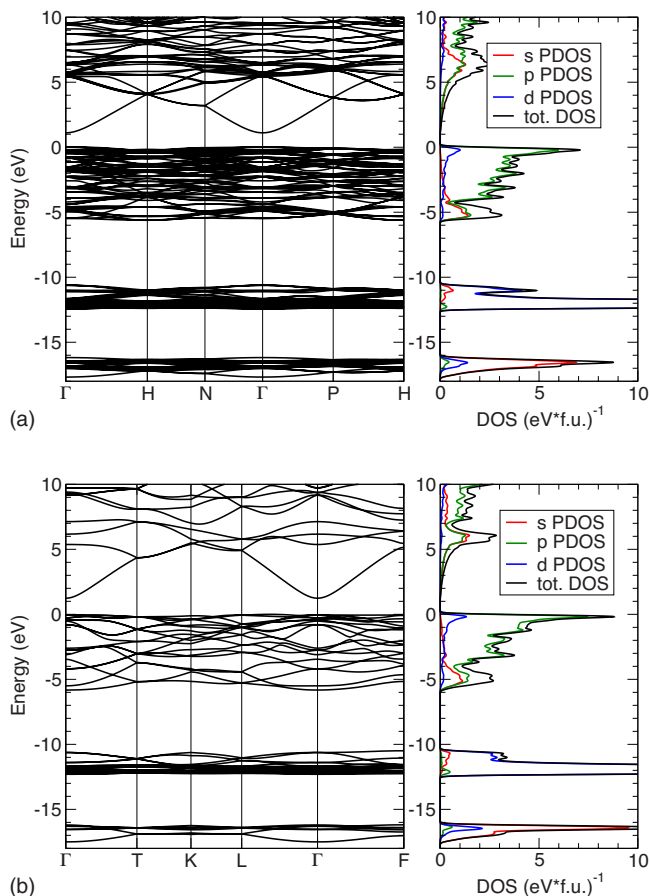 10
5
0
-5
-10
-15
Energy (eV)
Γ H N Γ P H
s PDOS
p PDOS
d PDOS
tot. DOS
10
5
0
-5
-10
-15
0 5 10
DOS (eV*f.u.)⁻¹
(a)
10
5
0
-5
-10
-15
Energy (eV)
Γ T K L Γ F
s PDOS
p PDOS
d PDOS
tot. DOS
10
5
0
-5
-10
-15
0 5 10
DOS (eV*f.u.)⁻¹
(b)